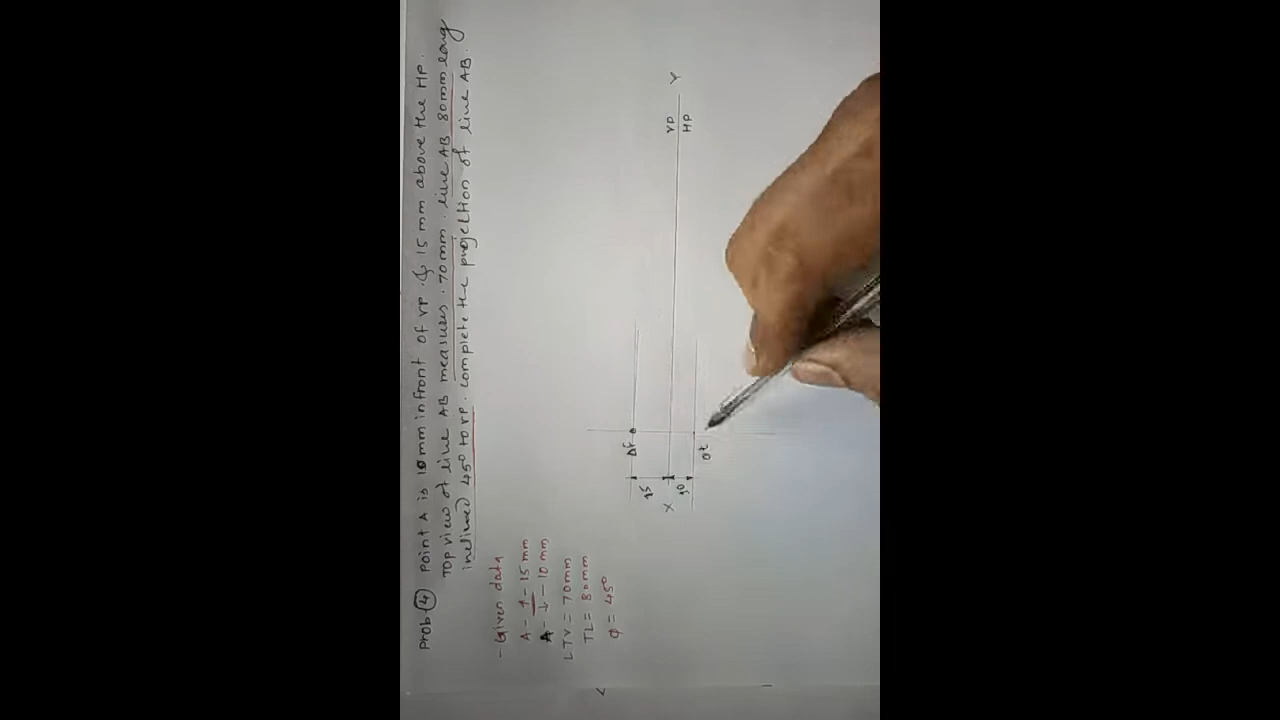 Prob.(4) Point A is 10mm infront of VP & 15 mm above the HP.
Top view of line AB measures 70mm. line AB 80mm long
inclined 45° to VP. complete the projection of line AB.
- Given data
A - ↑ - 15 mm
A - ↓ - 10 mm
LTV = 70mm
TL = 80mm
φ = 45°
af
15
X
VP
HP
Y
10
at